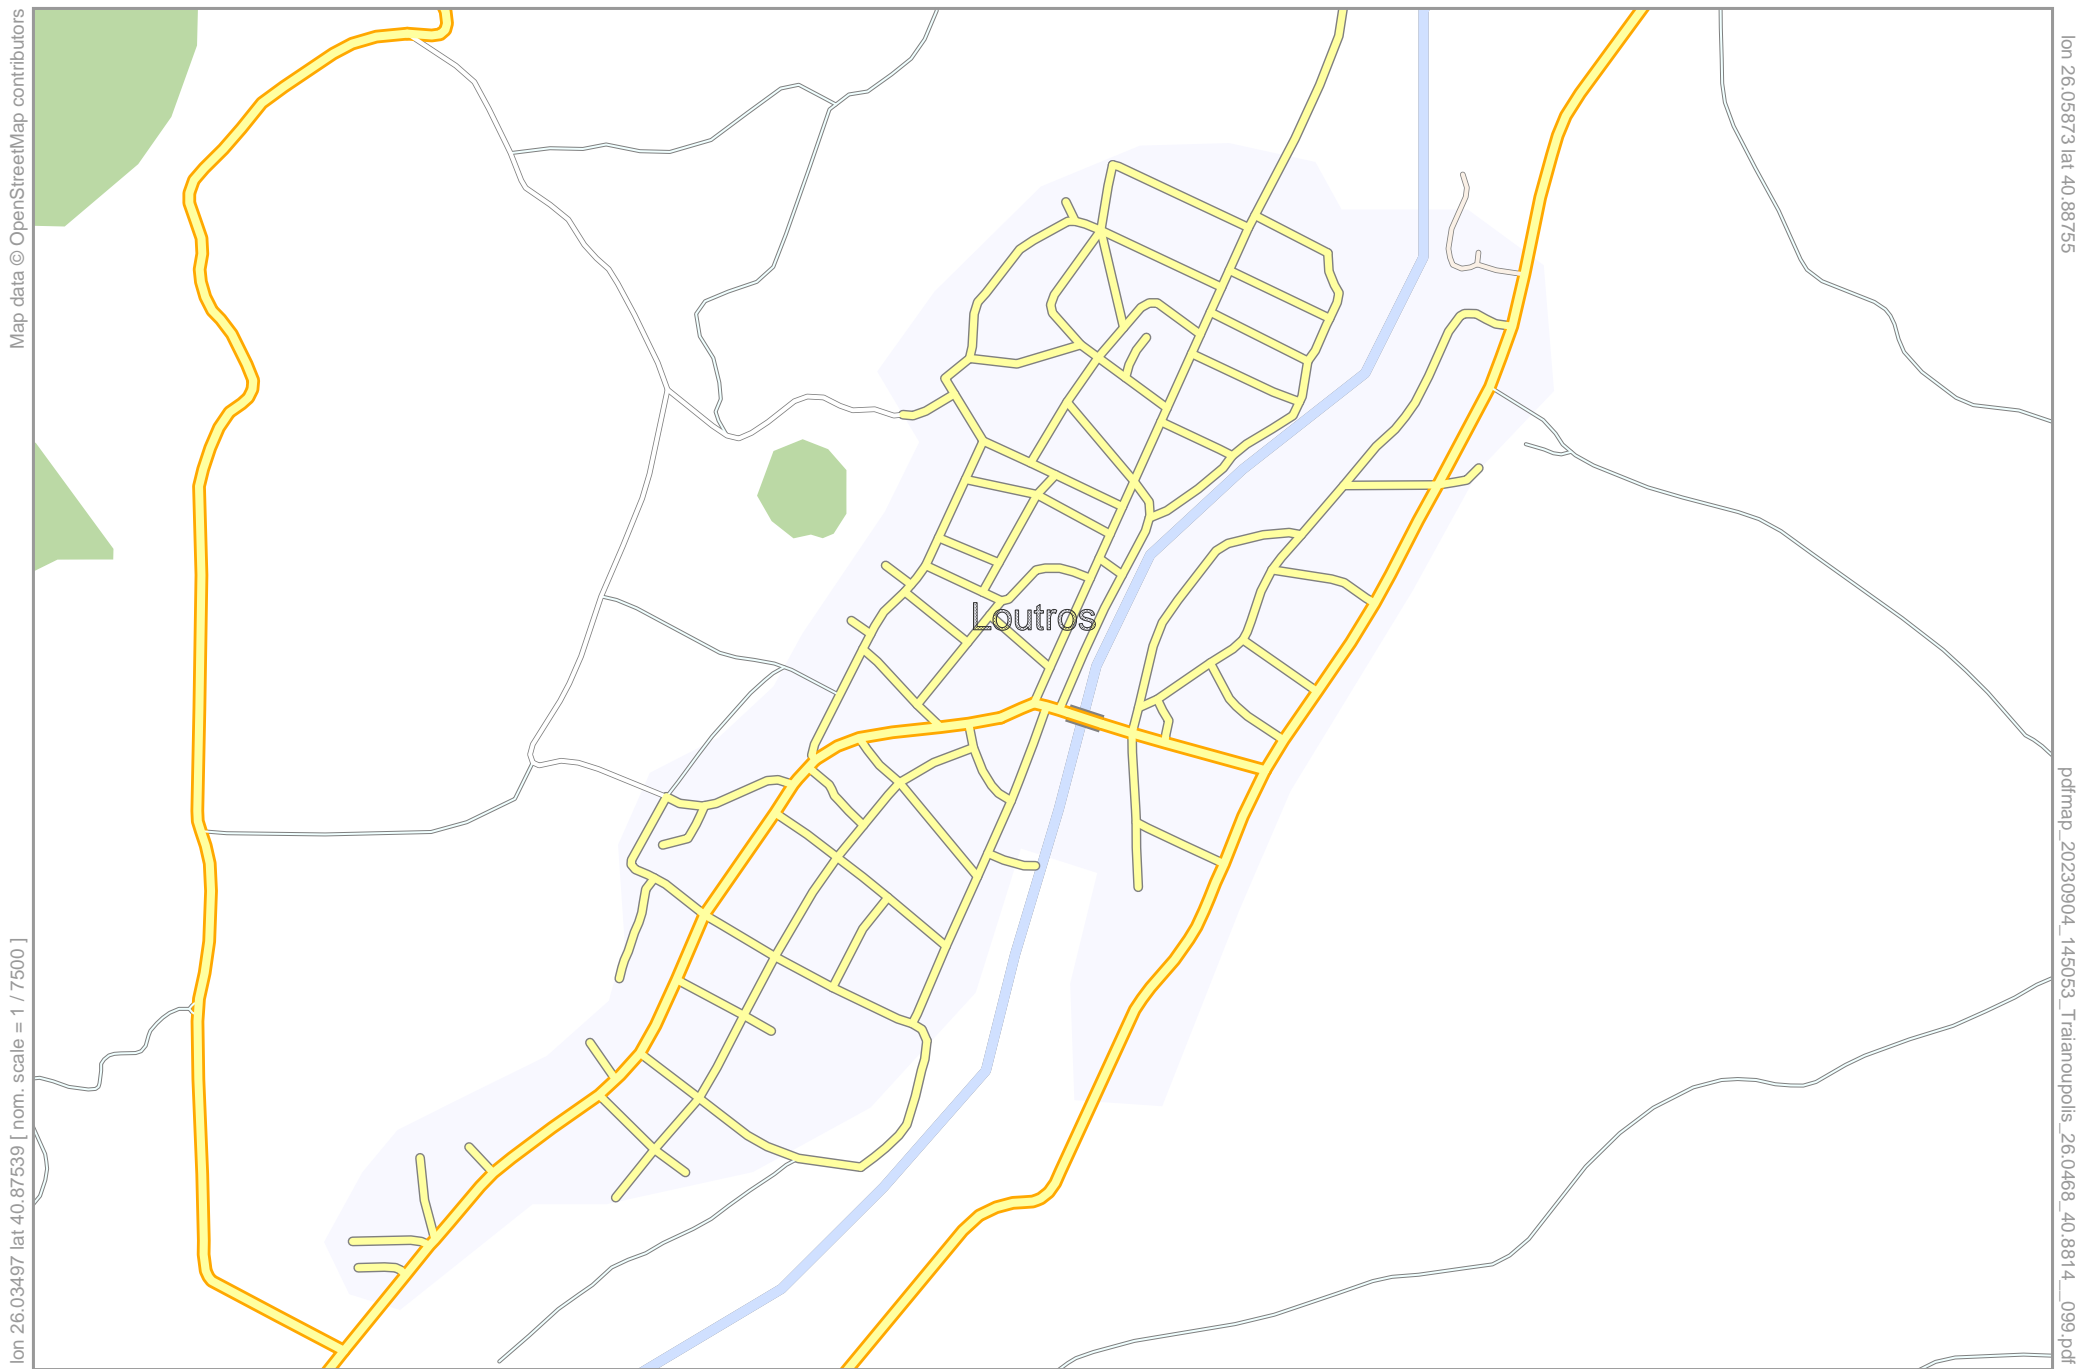 Map data © OpenStreetMap contributors
lon 26.05873 lat 40.88755
Loutros
lon 26.03497 lat 40.87539 [ nom. scale = 1 / 7500 ]
pdfmap_20230904_145053_Traianoupolis_26.0468_40.8814__099.pdf